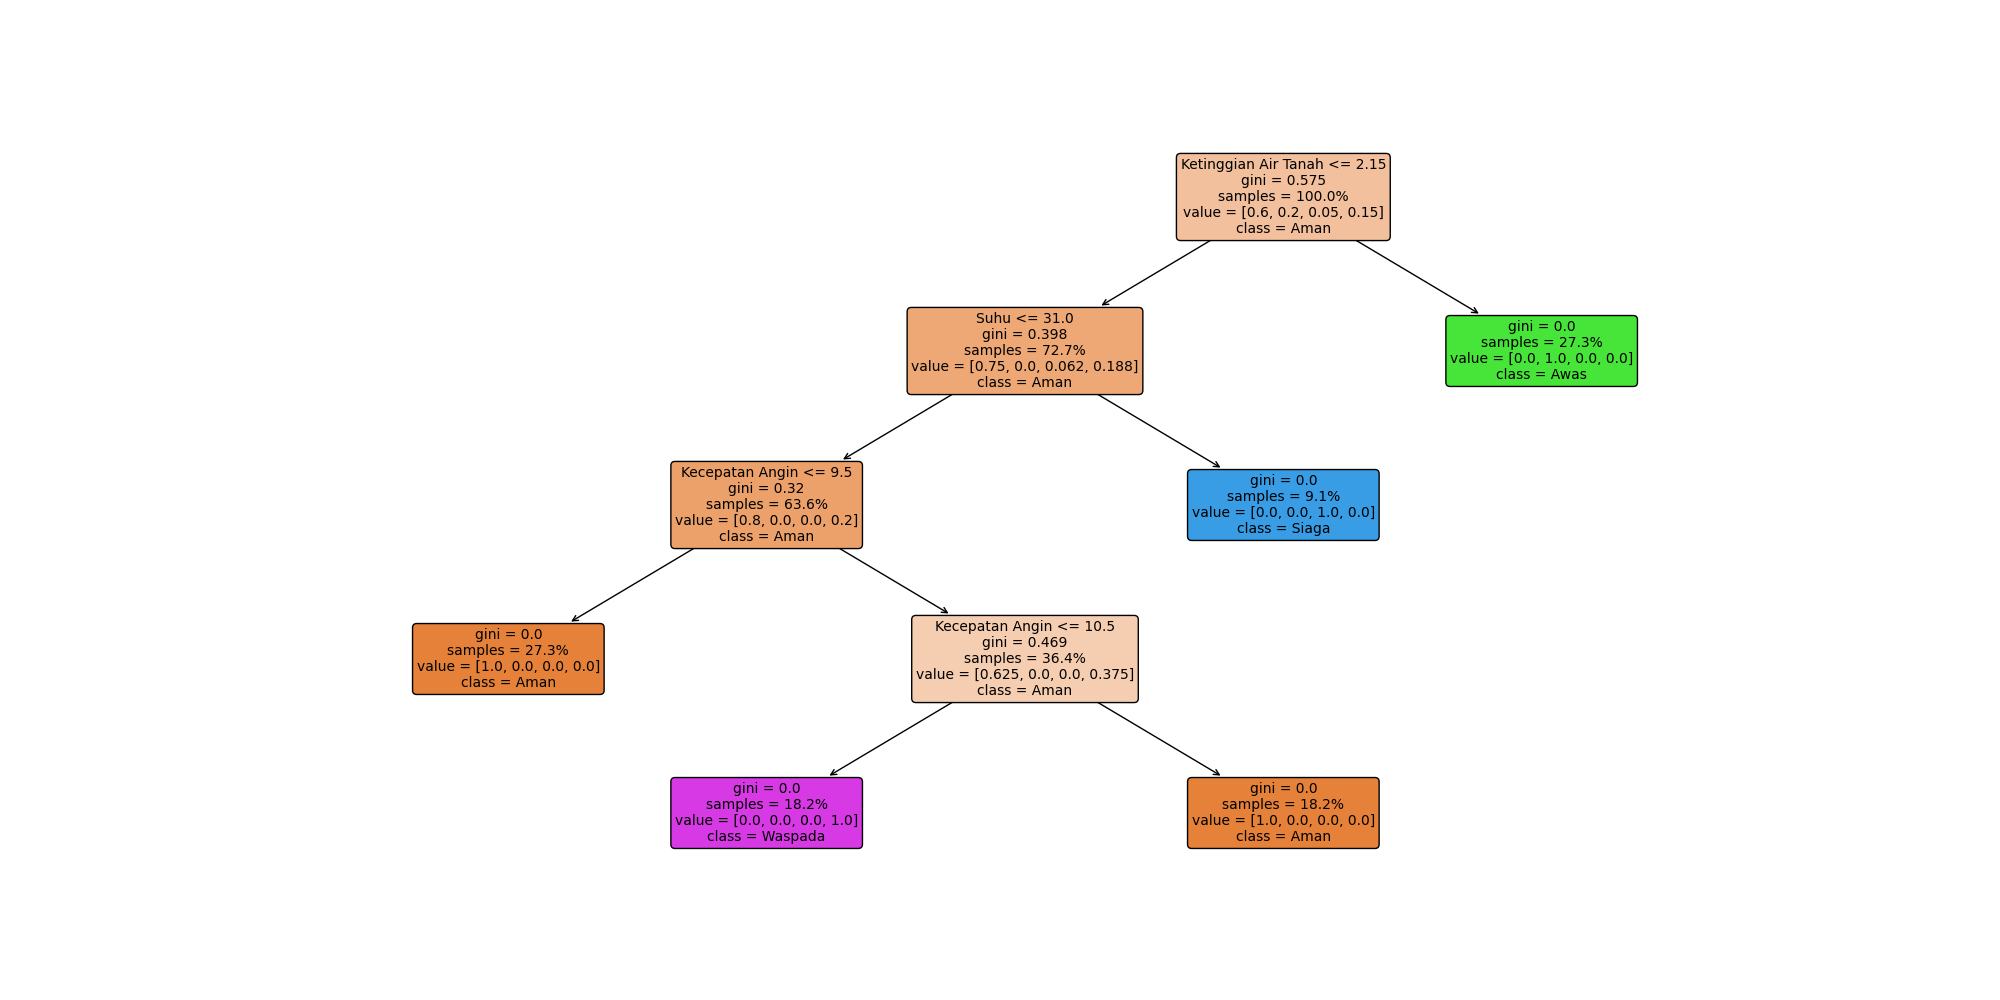 Ketinggian Air Tanah <= 2.15
gini = 0.575
samples = 100.0%
value = [0.6, 0.2, 0.05, 0.15]
class = Aman
Suhu <= 31.0
gini = 0.398
samples = 72.7%
value = [0.75, 0.0, 0.062, 0.188]
class = Aman
gini = 0.0
samples = 27.3%
value = [0.0, 1.0, 0.0, 0.0]
class = Awas
Kecepatan Angin <= 9.5
gini = 0.32
samples = 63.6%
value = [0.8, 0.0, 0.0, 0.2]
class = Aman
gini = 0.0
samples = 9.1%
value = [0.0, 0.0, 1.0, 0.0]
class = Siaga
gini = 0.0
samples = 27.3%
value = [1.0, 0.0, 0.0, 0.0]
class = Aman
Kecepatan Angin <= 10.5
gini = 0.469
samples = 36.4%
value = [0.625, 0.0, 0.0, 0.375]
class = Aman
gini = 0.0
samples = 18.2%
value = [0.0, 0.0, 0.0, 1.0]
class = Waspada
gini = 0.0
samples = 18.2%
value = [1.0, 0.0, 0.0, 0.0]
class = Aman